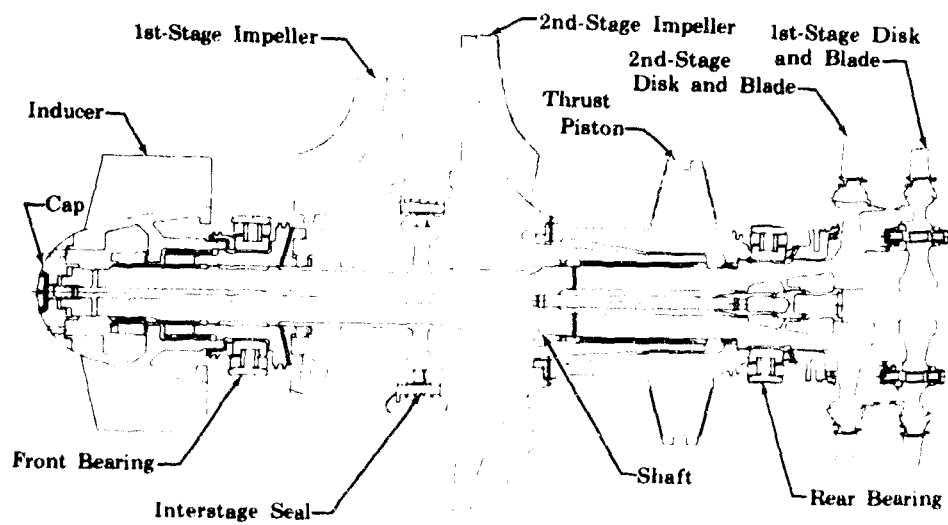 1st-Stage Impeller
2nd-Stage Impeller
1st-Stage Disk
and Blade
2nd-Stage
Disk and Blade
Thrust
Piston
Inducer
Cap
Front Bearing
Interstage Seal
Shaft
Rear Bearing